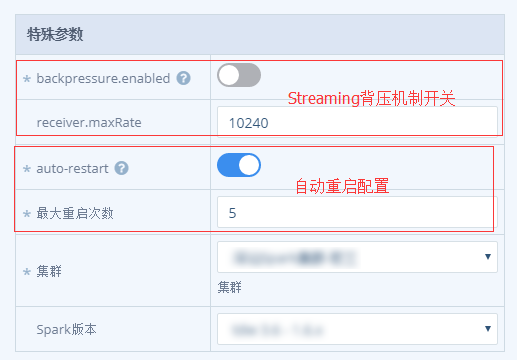 特殊参数
* backpressure.enabled ?
Streaming背压机制开关
receiver.maxRate 10240
* auto-restart ?
自动重启配置
* 最大重启次数 5
* 集群
集群
Spark版本